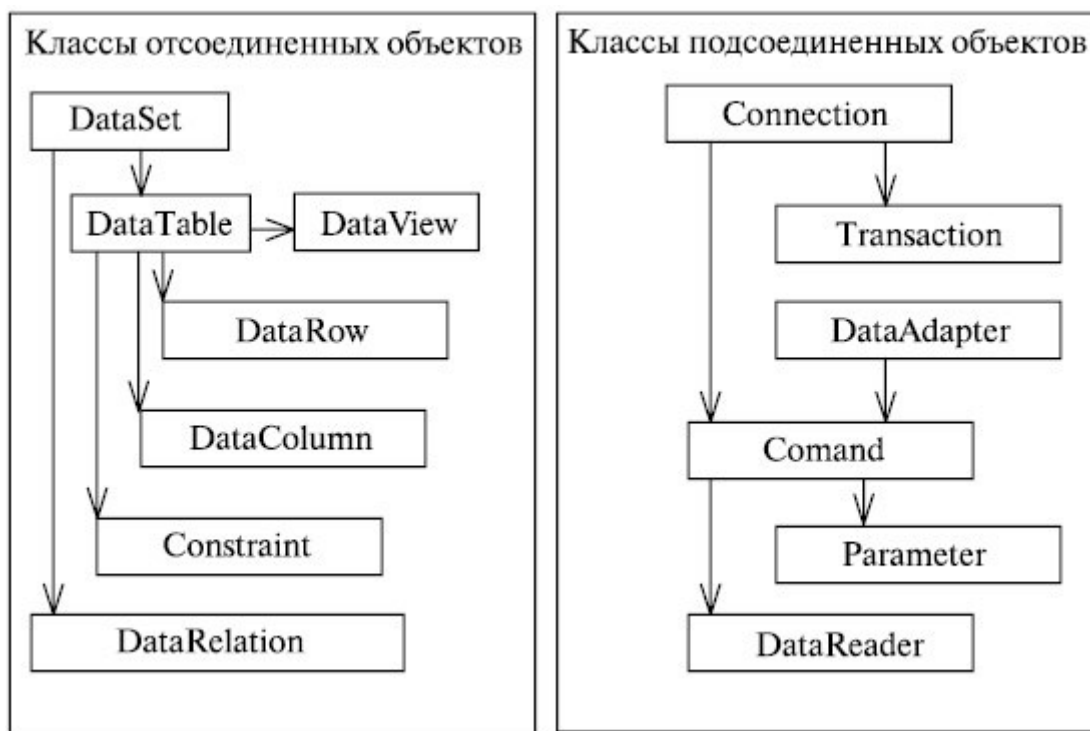 Классы отсоединенных объектов
DataSet
DataTable
DataView
DataRow
DataColumn
Constraint
DataRelation
Классы подсоединенных объектов
Connection
Transaction
DataAdapter
Comand
Parameter
DataReader